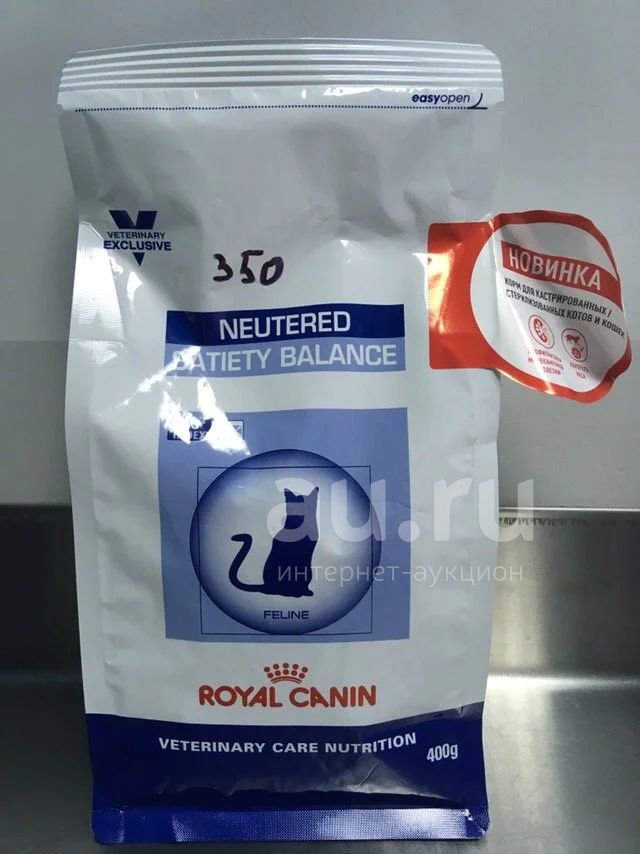 easyopen
VETERINARY
EXCLUSIVE
350
НОВИНКА
КОРМ ДЛЯ КАСТРИРОВАННЫХ /
СТЕРИЛИЗОВАННЫХ КОТОВ И КОШЕК
NEUTERED
SATIETY BALANCE
au.ru
интернет-аукцион
FELINE
ROYAL CANIN
VETERINARY CARE NUTRITION
400g